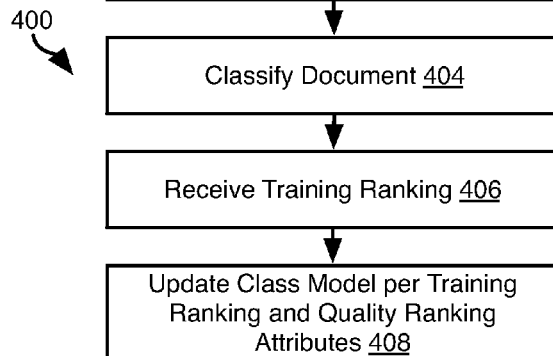 400
Classify Document 404
Receive Training Ranking 406
Update Class Model per Training
Ranking and Quality Ranking
Attributes 408